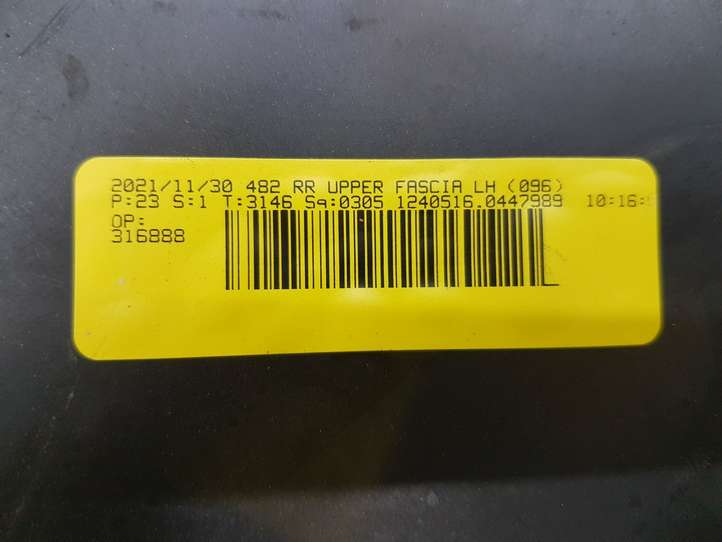 2021/11/30 482 RR UPPER FASCIA LH (096)
P:23 S:1 T:3146 Sq:0305 1240516.0447989 10:16:
OP:
316888